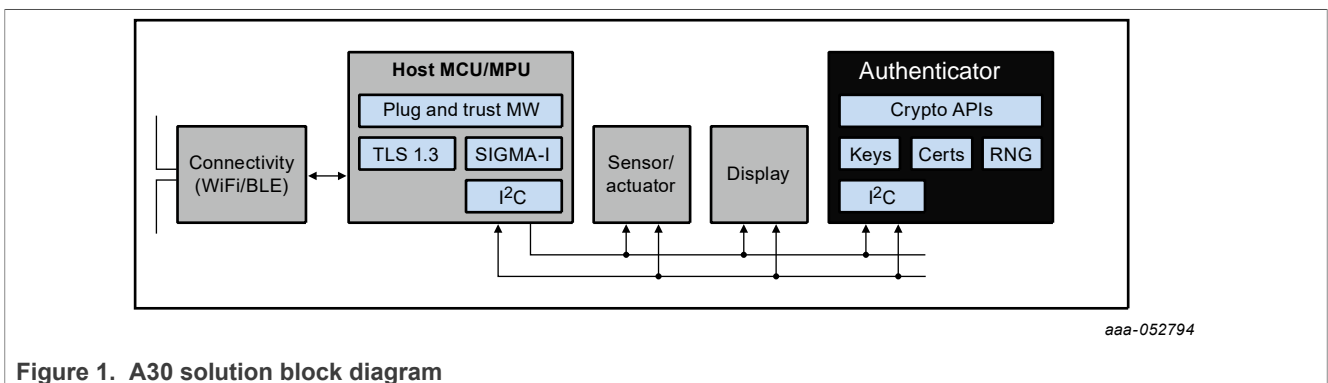 Host MCU/MPU
Plug and trust MW
TLS 1.3
SIGMA-I
I²C
Connectivity
(WiFi/BLE)
Sensor/
actuator
Display
Authenticator
Crypto APIs
Keys
Certs
RNG
I²C
aaa-052794
Figure 1. A30 solution block diagram